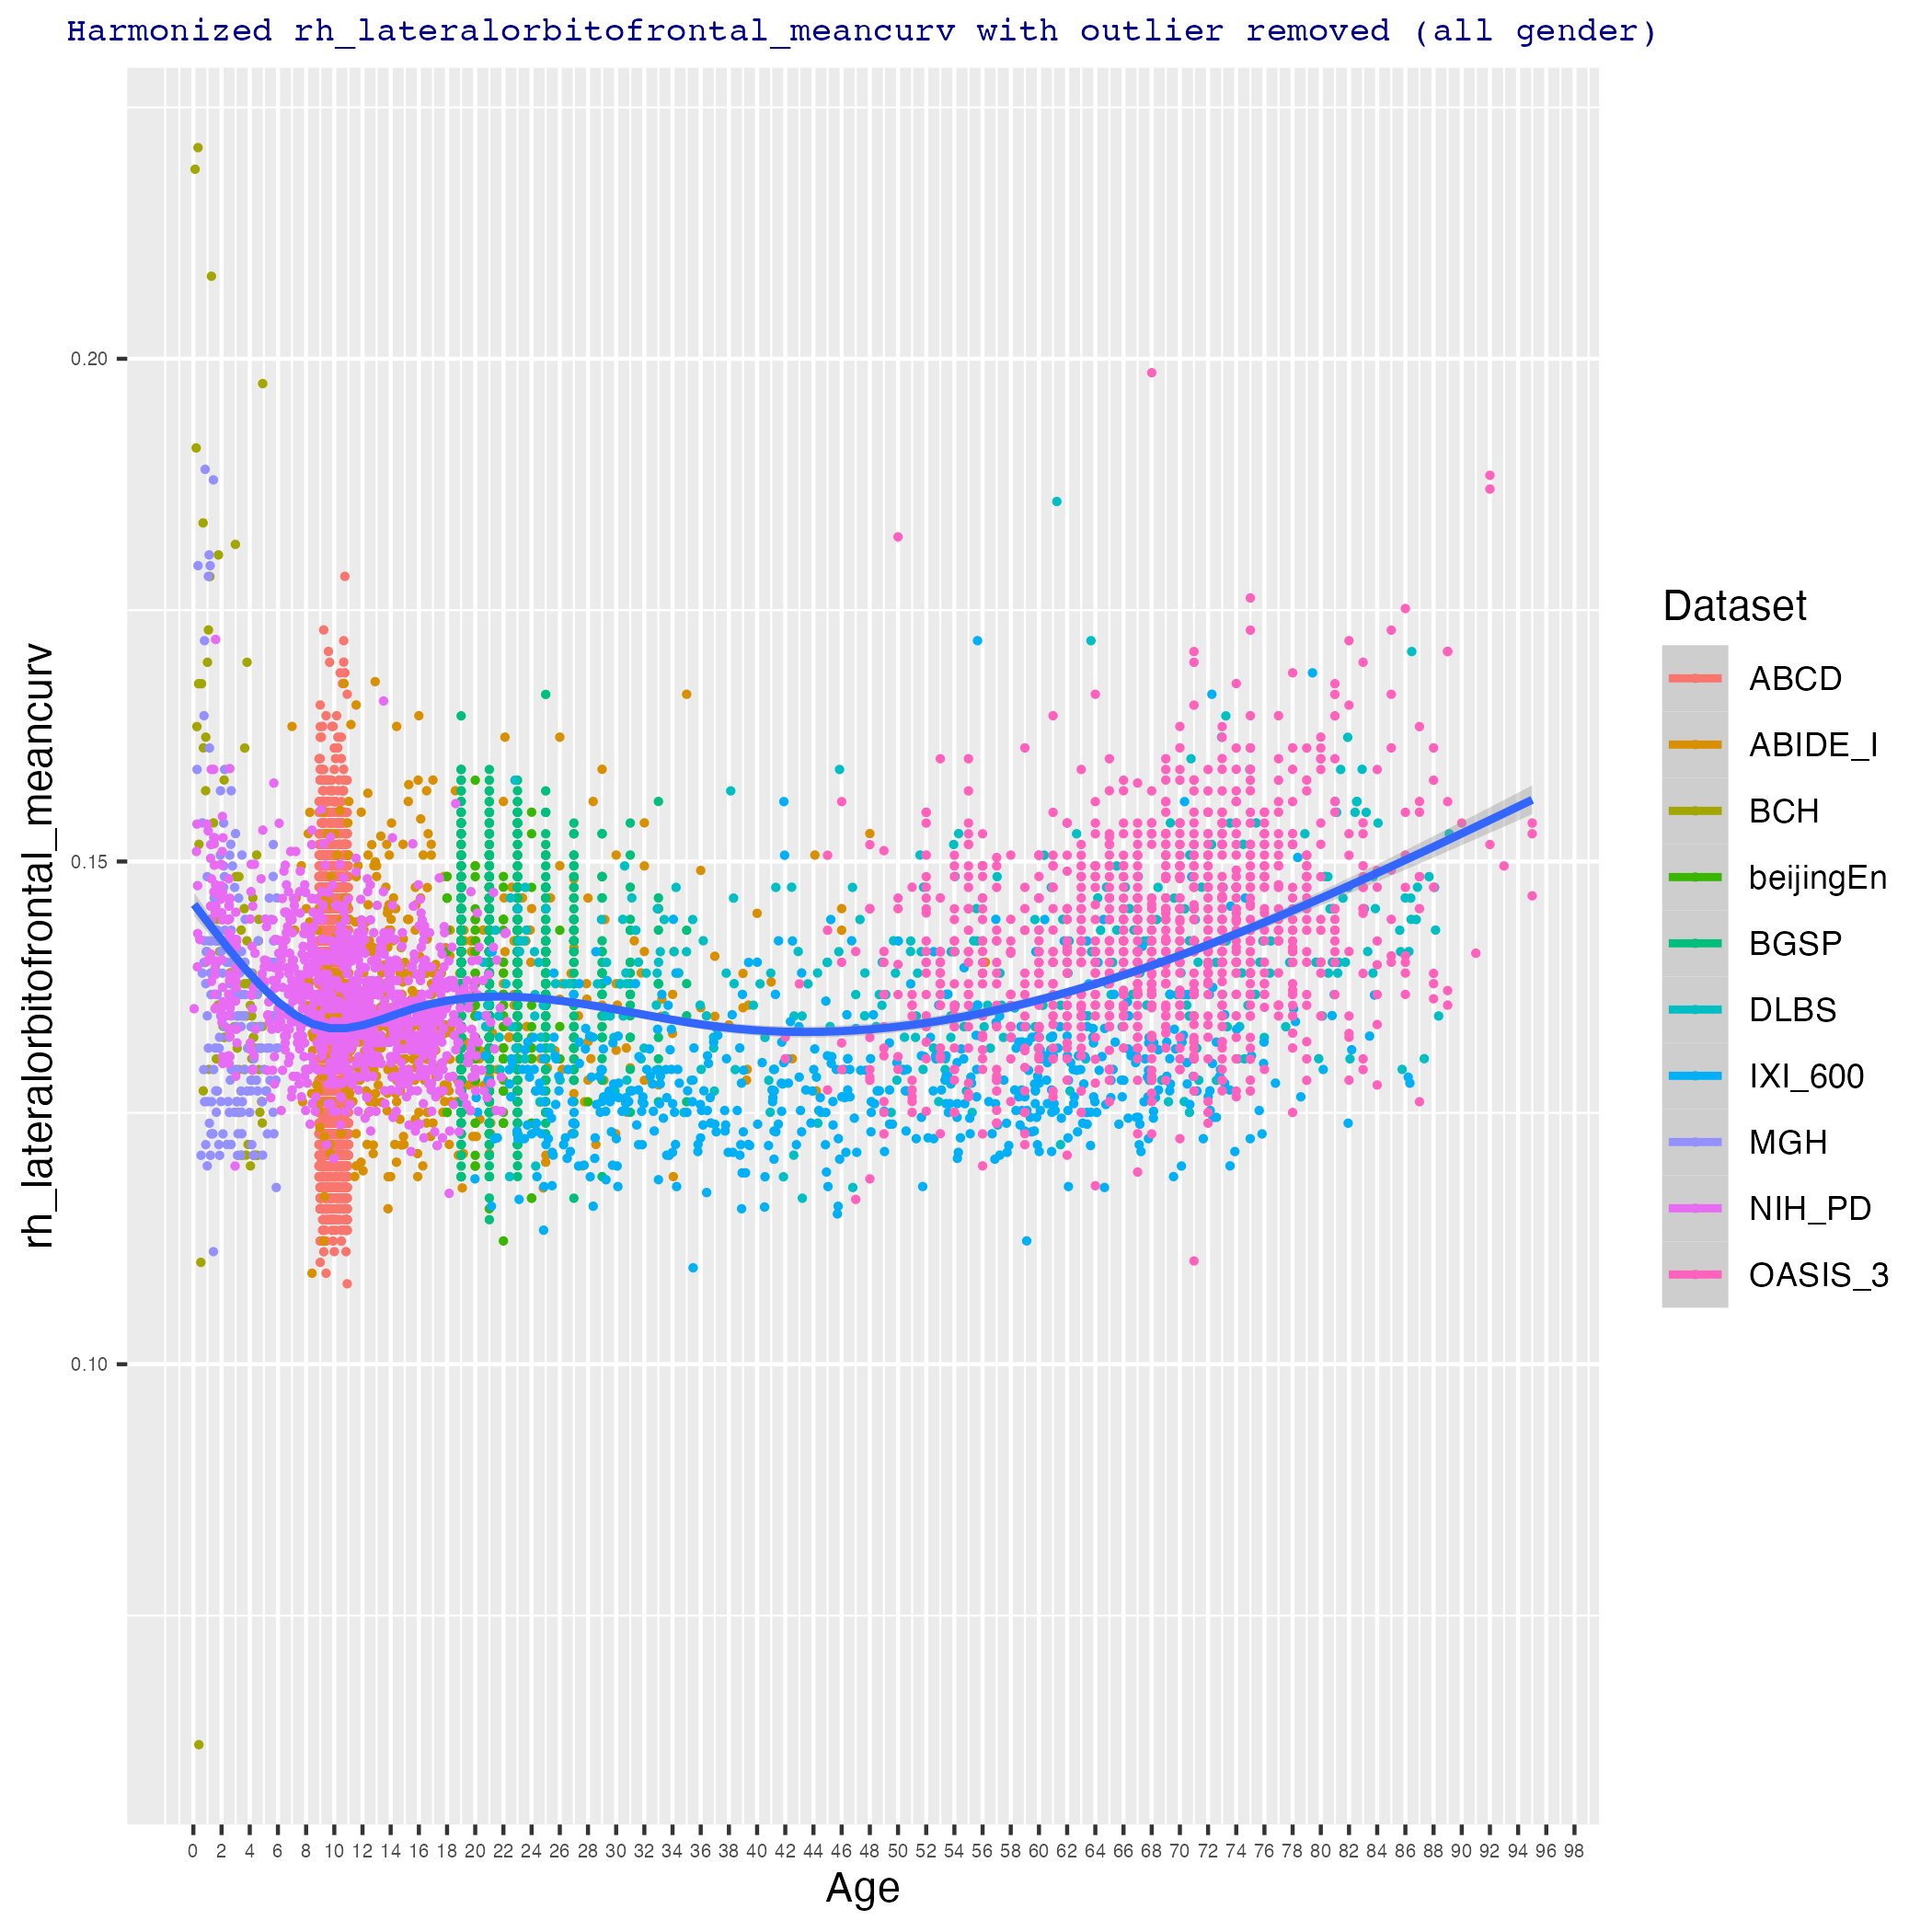 Harmonized rh_lateralorbitofrontal_meancurv with outlier removed (all gender)
rh_lateralorbitofrontal_meancurv
0.20
0.15
0.10
0 2 4 6 8 10 12 14 16 18 20 22 24 26 28 30 32 34 36 38 40 42 44 46 48 50 52 54 56 58 60 62 64 66 68 70 72 74 76 78 80 82 84 86 88 90 92 94 96 98
Age
Dataset
ABCD
ABIDE_I
BCH
beijingEn
BGSP
DLBS
IXI_600
MGH
NIH_PD
OASIS_3